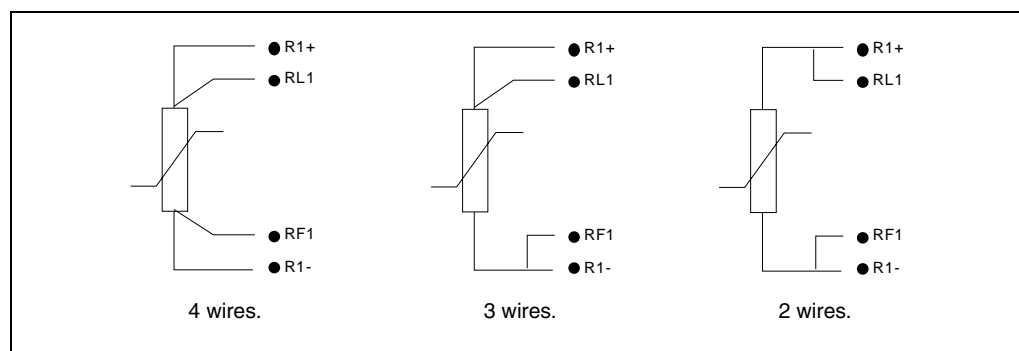 R1+
RL1
RF1
R1-
4 wires.
R1+
RL1
RF1
R1-
3 wires.
R1+
RL1
RF1
R1-
2 wires.